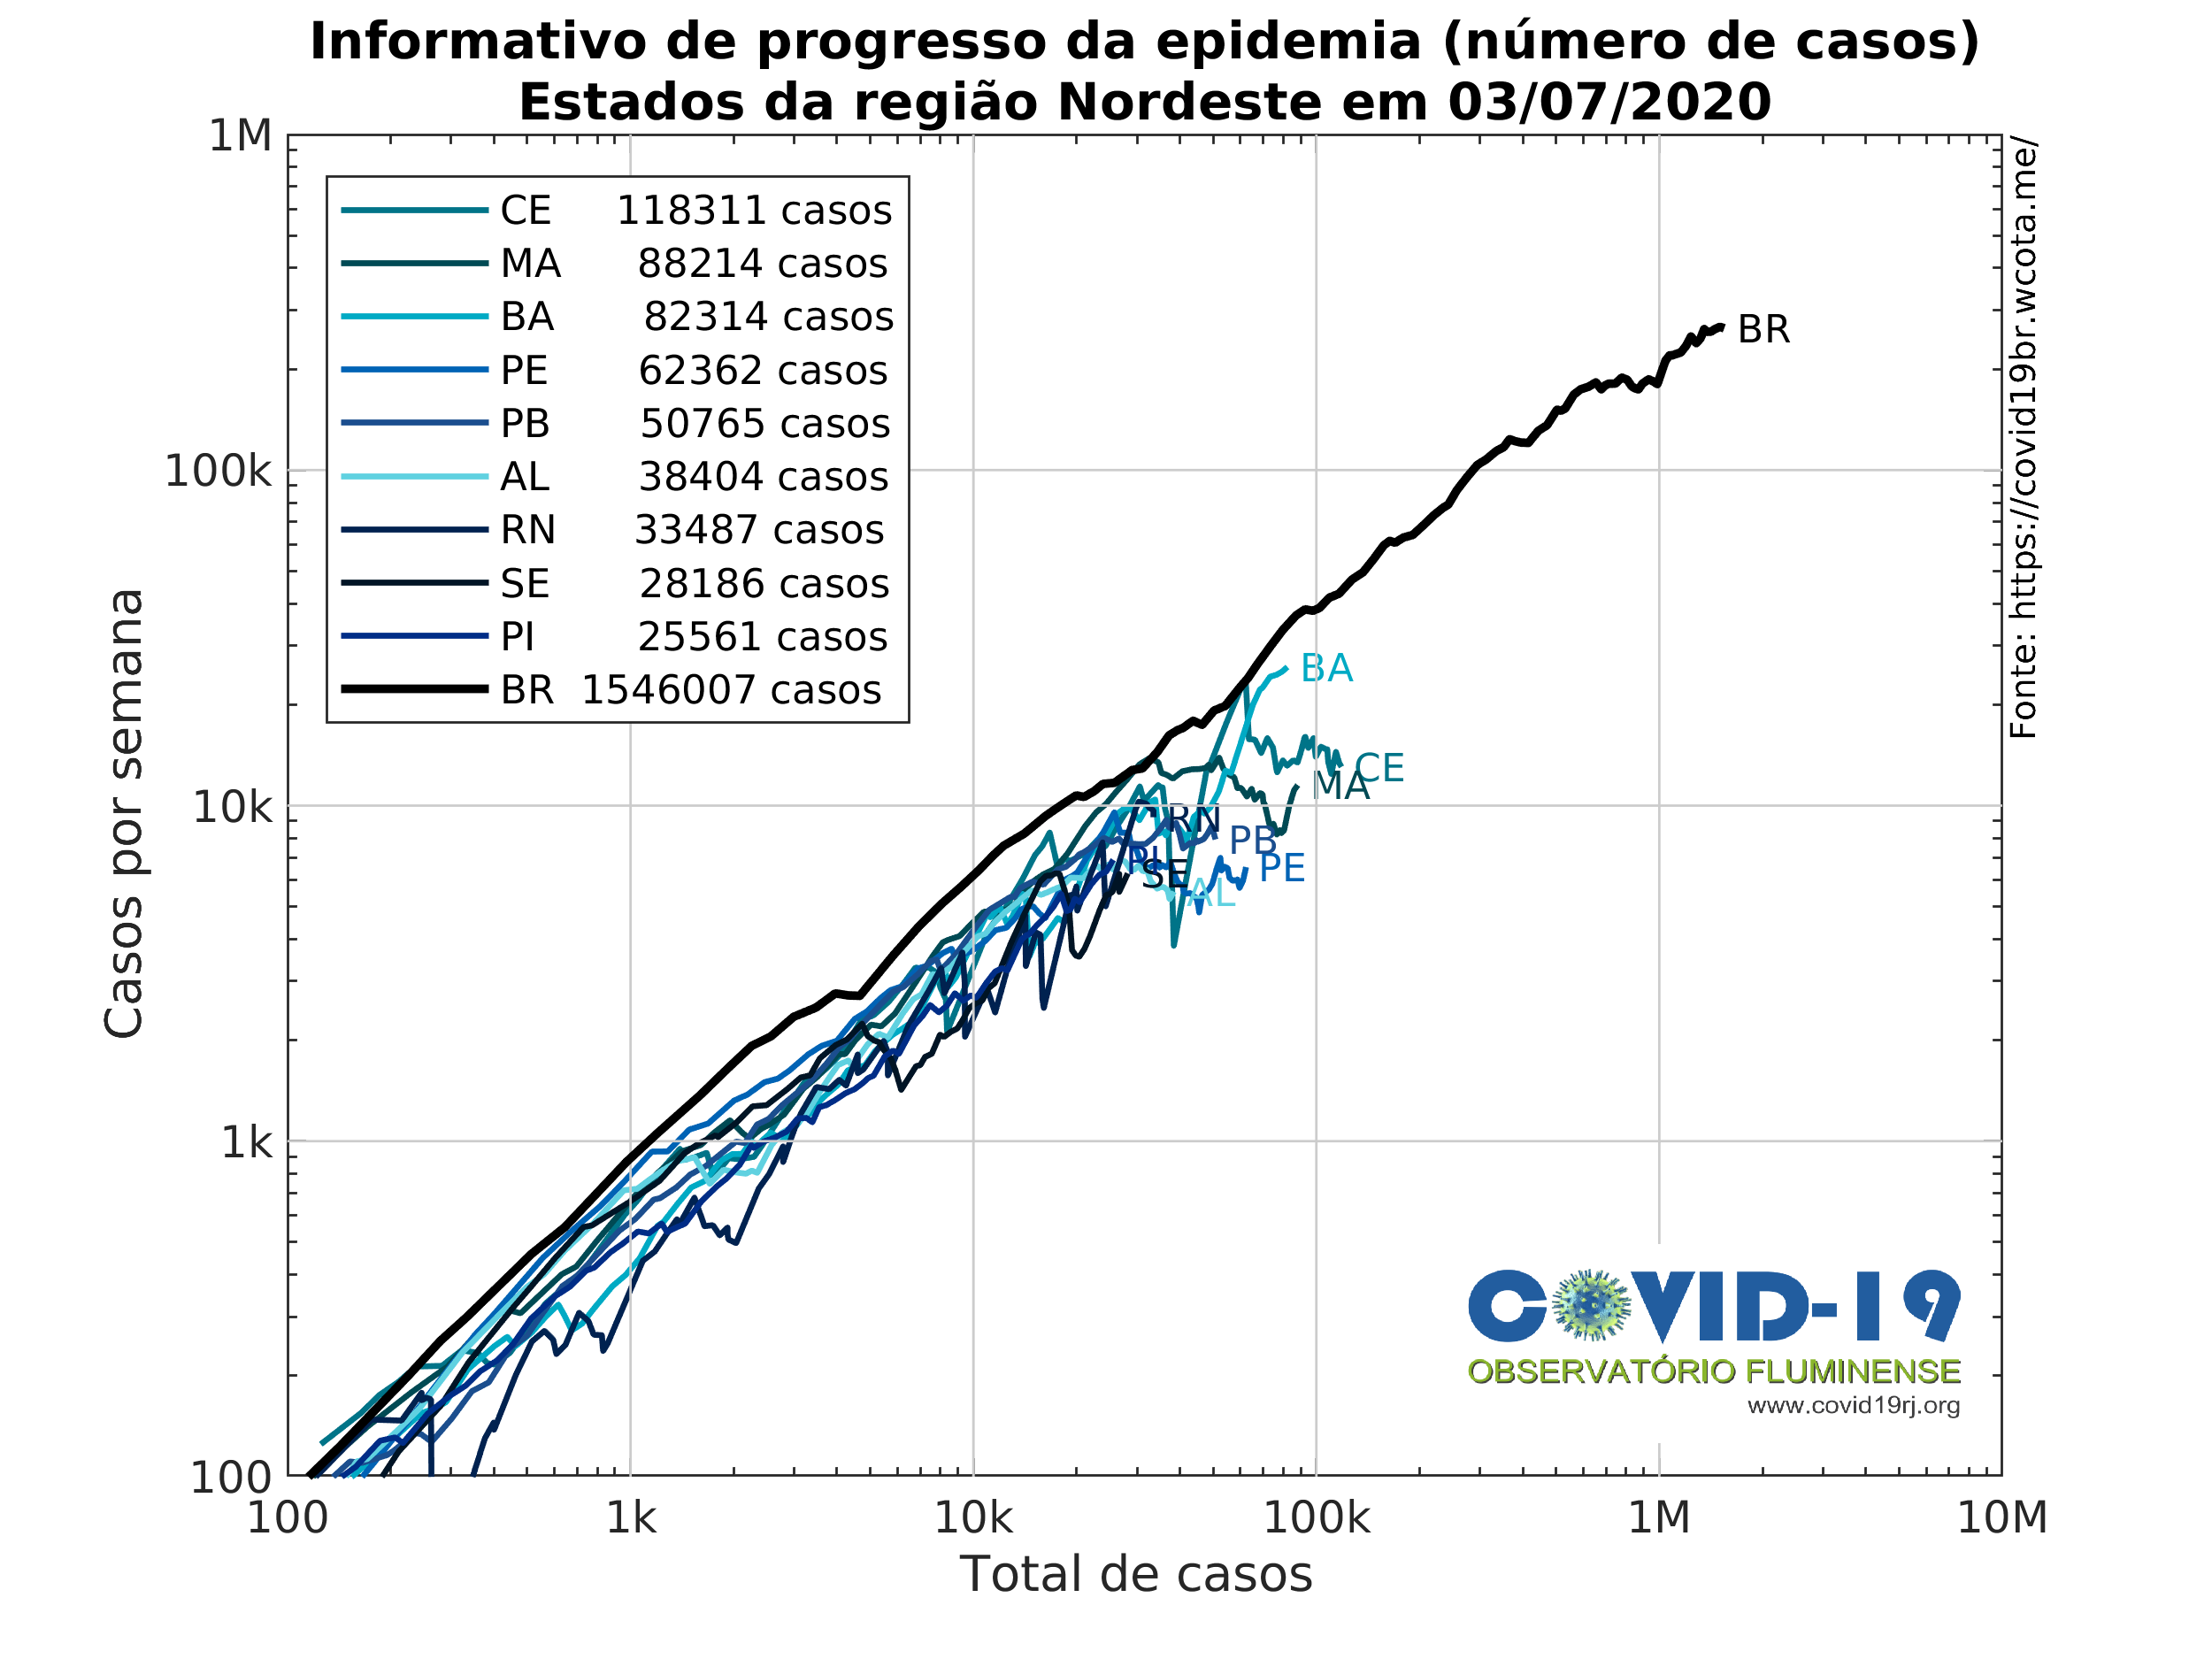 Informativo de progresso da epidemia (número de casos)
Estados da região Nordeste em 03/07/2020
1M
100k
10k
1k
100
Casos por semana
CE 118311 casos
MA 88214 casos
BA 82314 casos
PE 62362 casos
PB 50765 casos
AL 38404 casos
RN 33487 casos
SE 28186 casos
PI 25561 casos
BR 1546007 casos
BR
BA
CE
MA
RN
PB
PI
PE
SE
AL
Fonte: https://covid19br.wcota.me/
COVID-19
OBSERVATÓRIO FLUMINENSE
www.covid19rj.org
100 1k 10k 100k 1M 10M
Total de casos